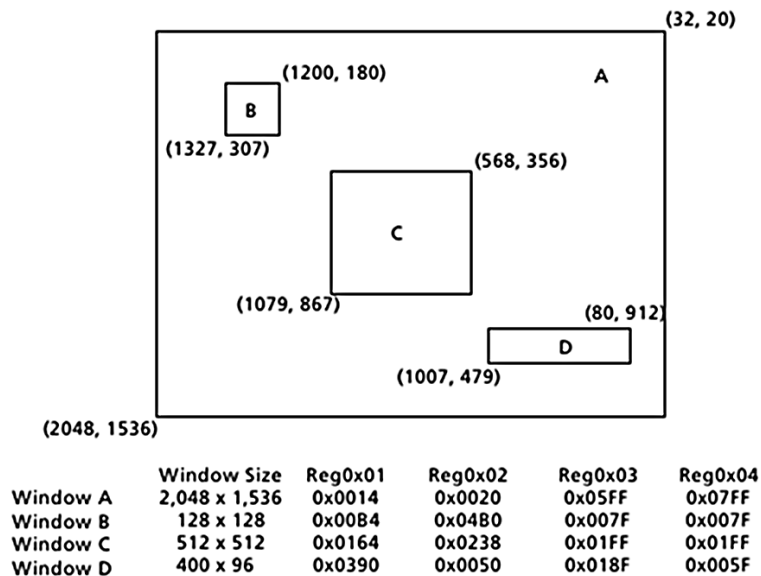 (32, 20)
A
(1200, 180)
B
(1327, 307)
(568, 356)
C
(1079, 867)
(80, 912)
D
(1007, 479)
(2048, 1536)
Window Size Reg0x01 Reg0x02 Reg0x03 Reg0x04
Window A 2,048 x 1,536 0x0014 0x0020 0x05FF 0x07FF
Window B 128 x 128 0x00B4 0x04B0 0x007F 0x007F
Window C 512 x 512 0x0164 0x0238 0x01FF 0x01FF
Window D 400 x 96 0x0390 0x0050 0x018F 0x005F